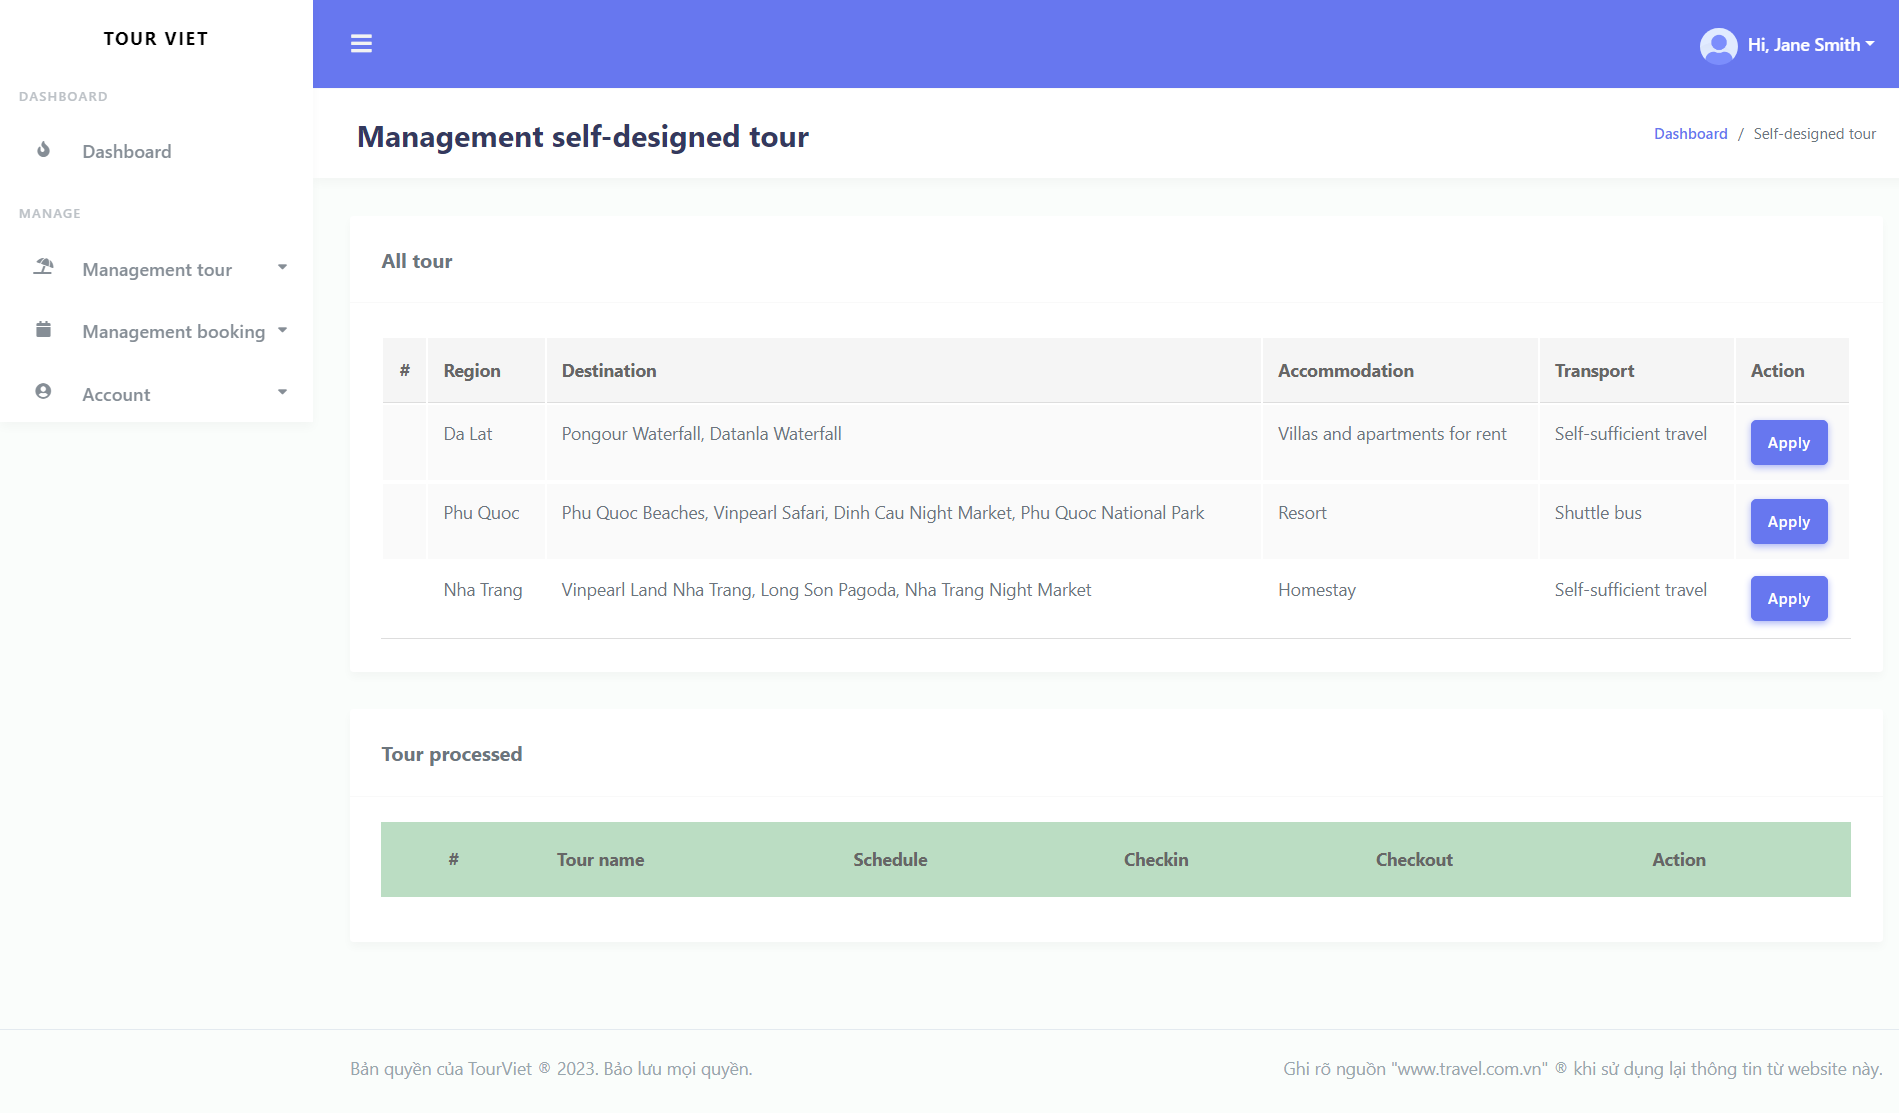 TOUR VIET
Hi, Jane Smith
DASHBOARD
Dashboard
MANAGE
Management tour
Management booking
Account
Management self-designed tour
Dashboard / Self-designed tour
All tour
# Region Destination Accommodation Transport Action
Da Lat Pongour Waterfall, Datanla Waterfall Villas and apartments for rent Self-sufficient travel Apply
Phu Quoc Phu Quoc Beaches, Vinpearl Safari, Dinh Cau Night Market, Phu Quoc National Park Resort Shuttle bus Apply
Nha Trang Vinpearl Land Nha Trang, Long Son Pagoda, Nha Trang Night Market Homestay Self-sufficient travel Apply
Tour processed
# Tour name Schedule Checkin Checkout Action
Bản quyền của TourViet ® 2023. Bảo lưu mọi quyền.
Ghi rõ nguồn "www.travel.com.vn" ® khi sử dụng lại thông tin từ website này.